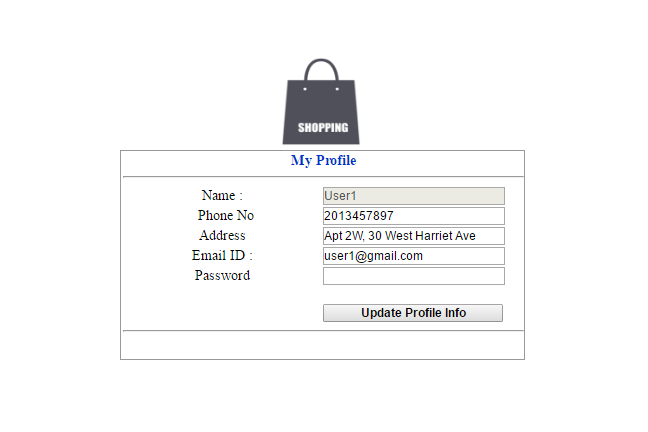 SHOPPING
My Profile
Name : User1
Phone No 2013457897
Address Apt 2W, 30 West Harriet Ave
Email ID : user1@gmail.com
Password
Update Profile Info